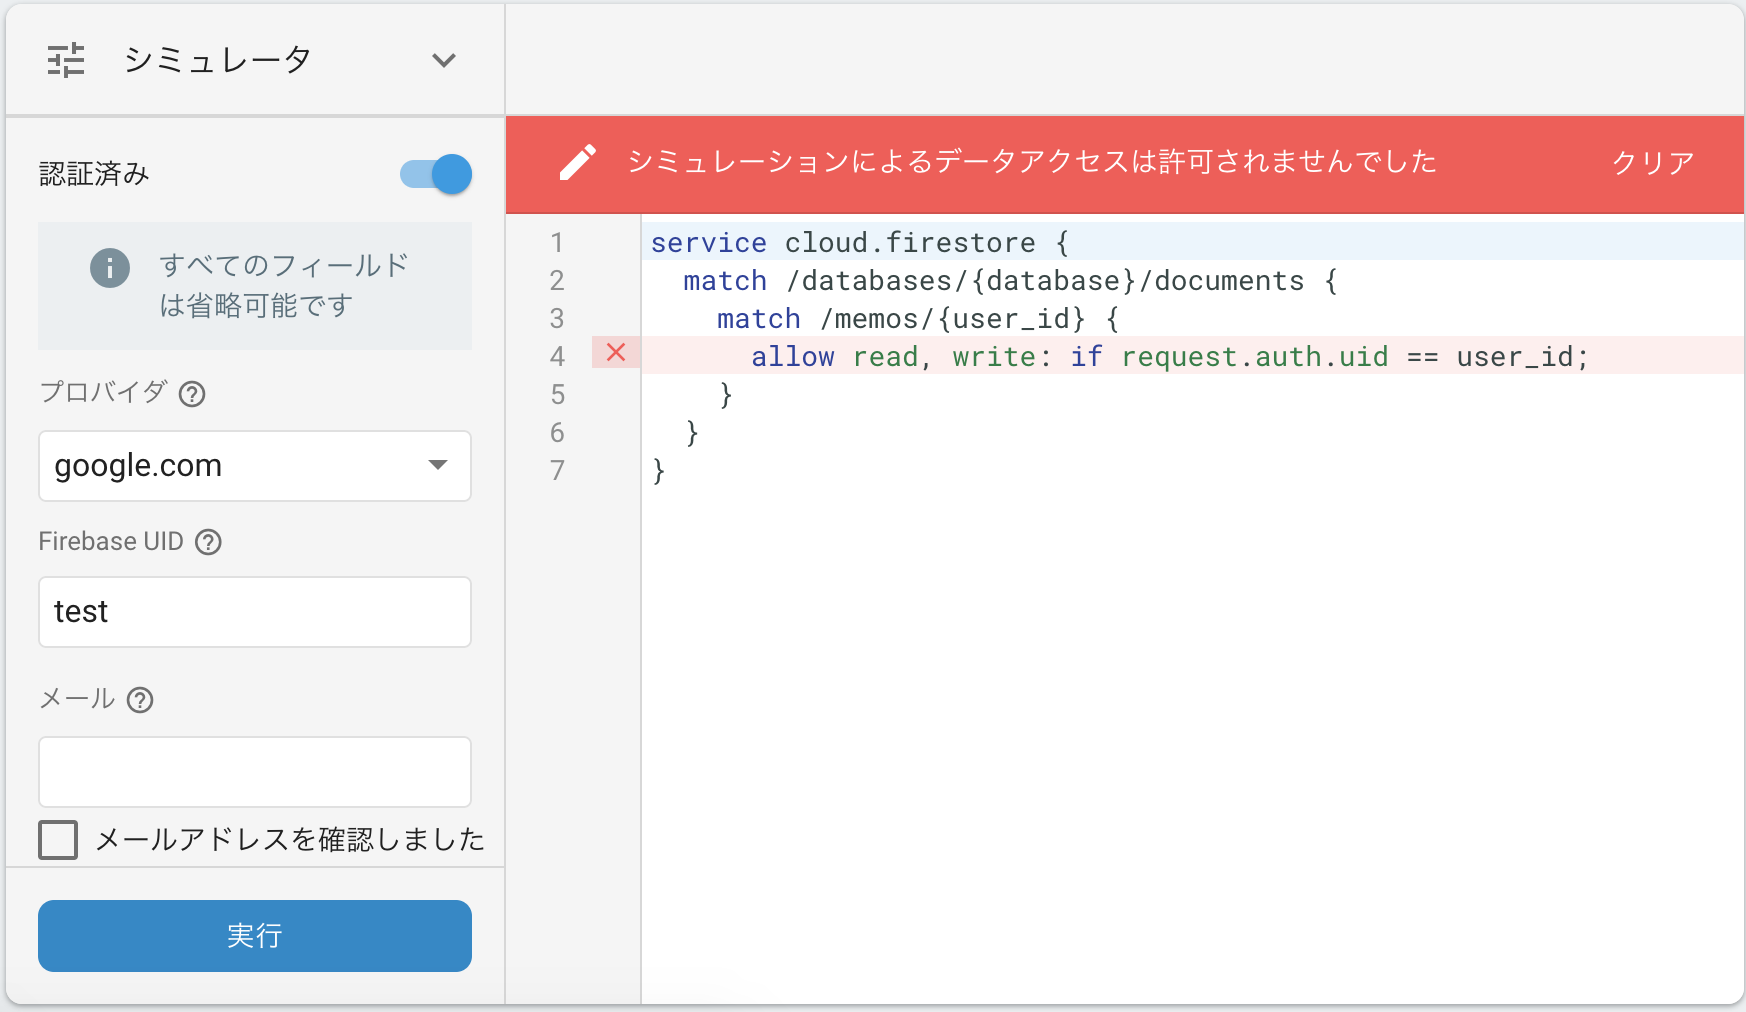 シミュレータ
認証済み
すべてのフィールド
は省略可能です
プロバイダ
google.com
Firebase UID
test
メール
メールアドレスを確認しました
実行
シミュレーションによるデータアクセスは許可されませんでした
クリア
1 service cloud.firestore {
2   match /databases/{database}/documents {
3     match /memos/{user_id} {
4       allow read, write: if request.auth.uid == user_id;
5     }
6   }
7 }